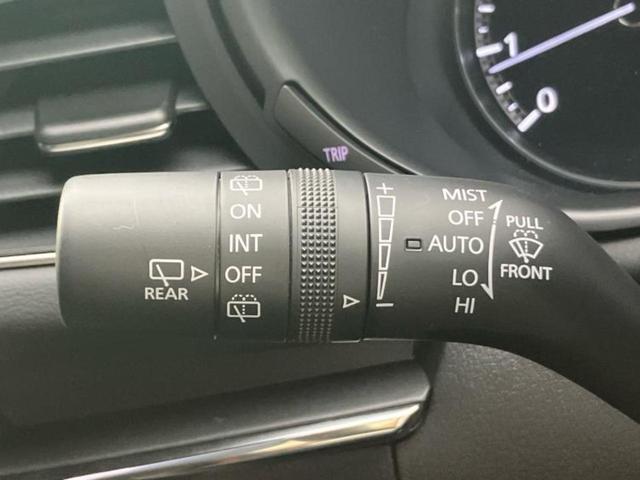 1
0
TRIP
REAR
ON
INT
OFF
+
−
MIST
OFF
AUTO
LO
HI
PULL
FRONT